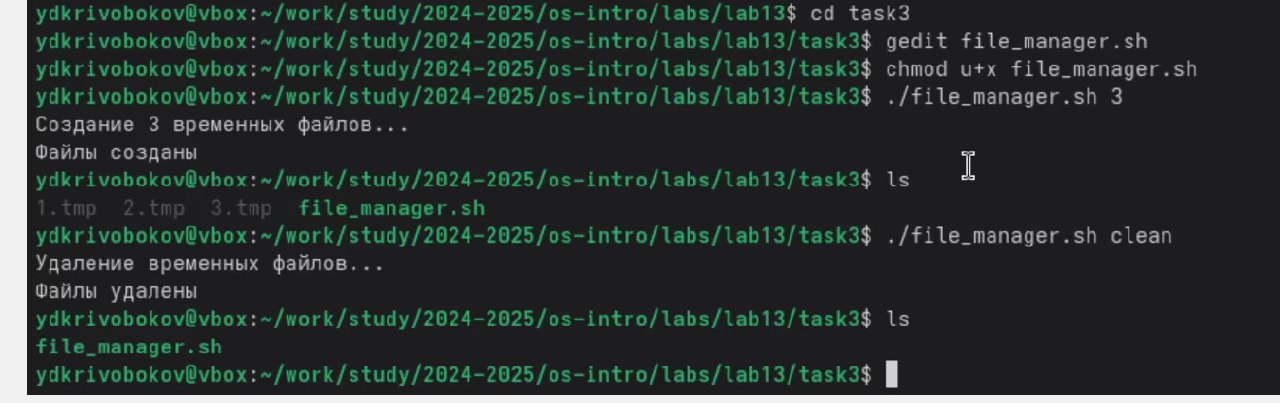 ydkrivobokov@vbox:~/work/study/2024-2025/os-intro/labs/lab13$ cd task3
ydkrivobokov@vbox:~/work/study/2024-2025/os-intro/labs/lab13/task3$ gedit file_manager.sh
ydkrivobokov@vbox:~/work/study/2024-2025/os-intro/labs/lab13/task3$ chmod u+x file_manager.sh
ydkrivobokov@vbox:~/work/study/2024-2025/os-intro/labs/lab13/task3$ ./file_manager.sh 3
Создание 3 временных файлов...
Файлы созданы
ydkrivobokov@vbox:~/work/study/2024-2025/os-intro/labs/lab13/task3$ ls
1.tmp  2.tmp  3.tmp  file_manager.sh
ydkrivobokov@vbox:~/work/study/2024-2025/os-intro/labs/lab13/task3$ ./file_manager.sh clean
Удаление временных файлов...
Файлы удалены
ydkrivobokov@vbox:~/work/study/2024-2025/os-intro/labs/lab13/task3$ ls
file_manager.sh
ydkrivobokov@vbox:~/work/study/2024-2025/os-intro/labs/lab13/task3$